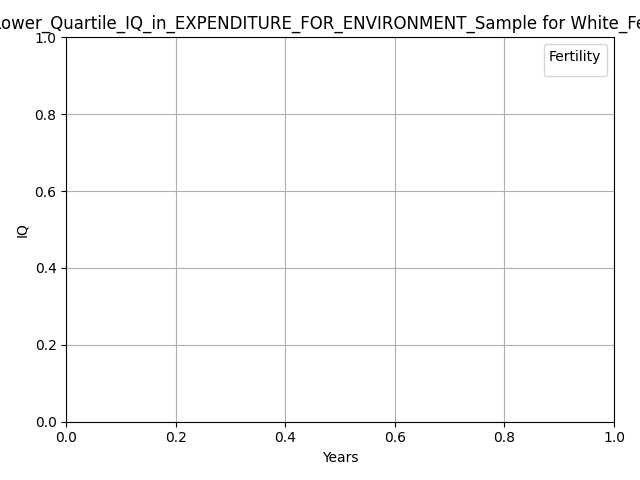 ower_Quartile_IQ_in_EXPENDITURE_FOR_ENVIRONMENT_Sample for White_Fe
Fertility
1.0
0.8
0.6
0.4
0.2
0.0
IQ
0.0 0.2 0.4 0.6 0.8 1.0
Years